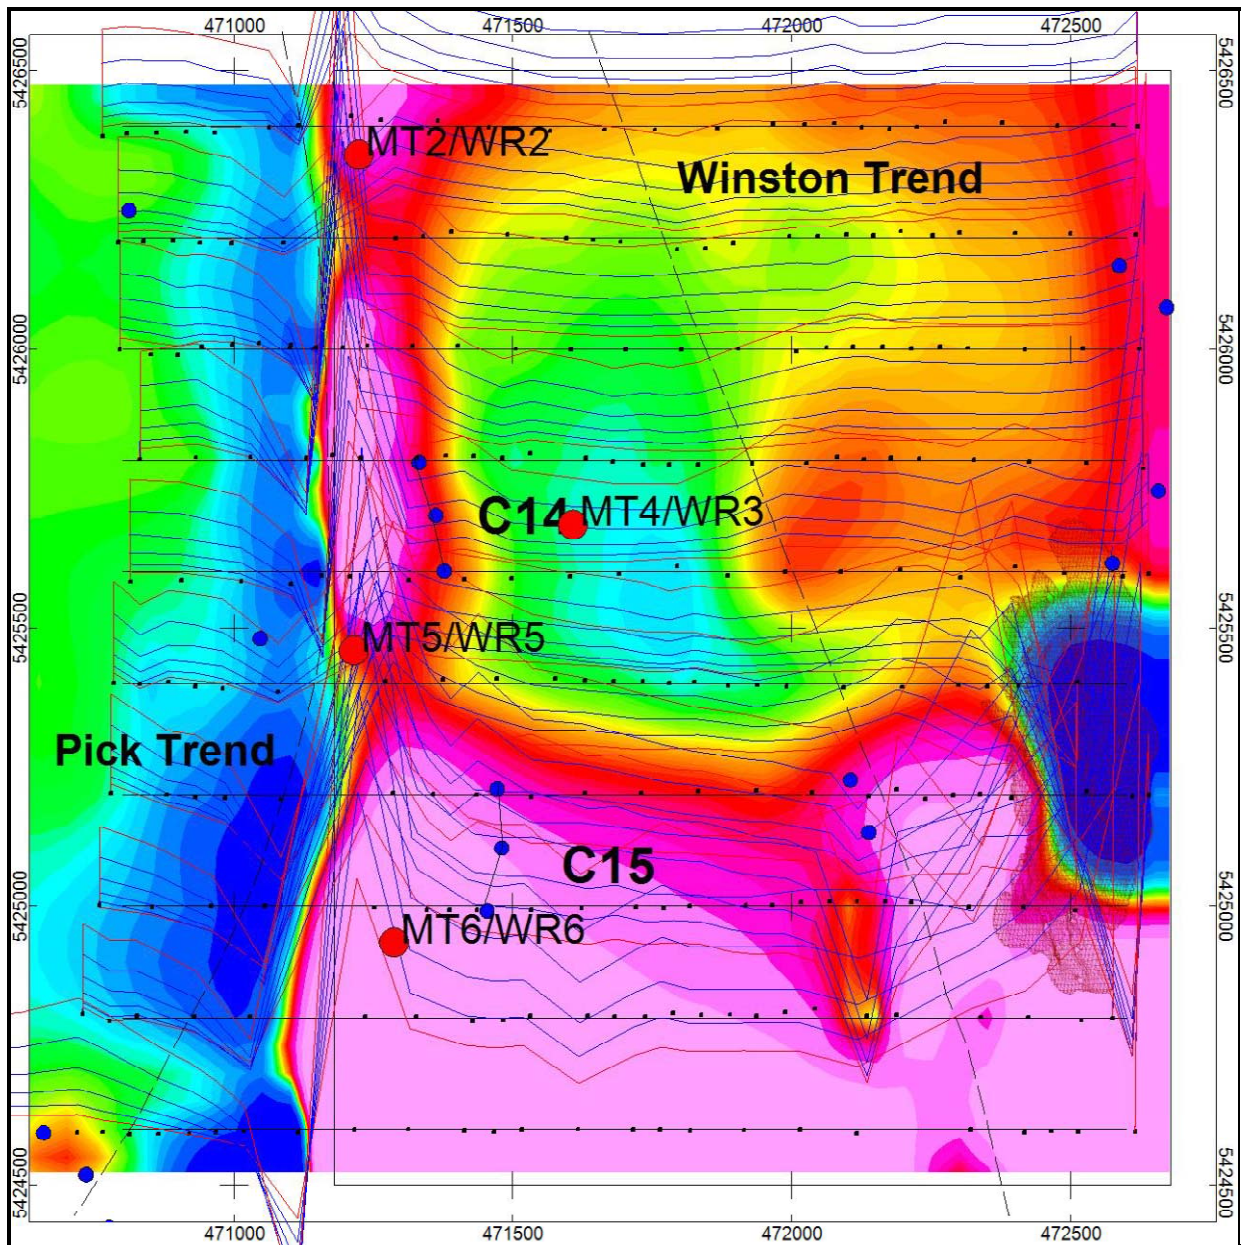 471000 471500 472000 472500
5426500 5426500
MT2/WR2
Winston Trend
5426000 5426000
C14 MT4/WR3
5425500 5425500
MT5/WR5
Pick Trend
C15
5425000 5425000
MT6/WR6
5424500 5424500
471000 471500 472000 472500